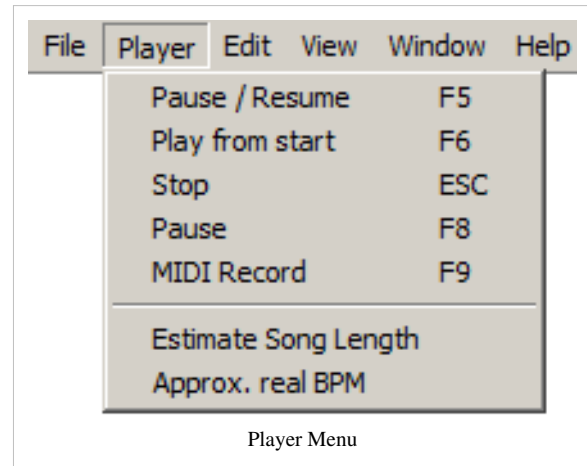 File Player Edit View Window Help
Pause / Resume F5
Play from start F6
Stop ESC
Pause F8
MIDI Record F9
Estimate Song Length
Approx. real BPM
Player Menu